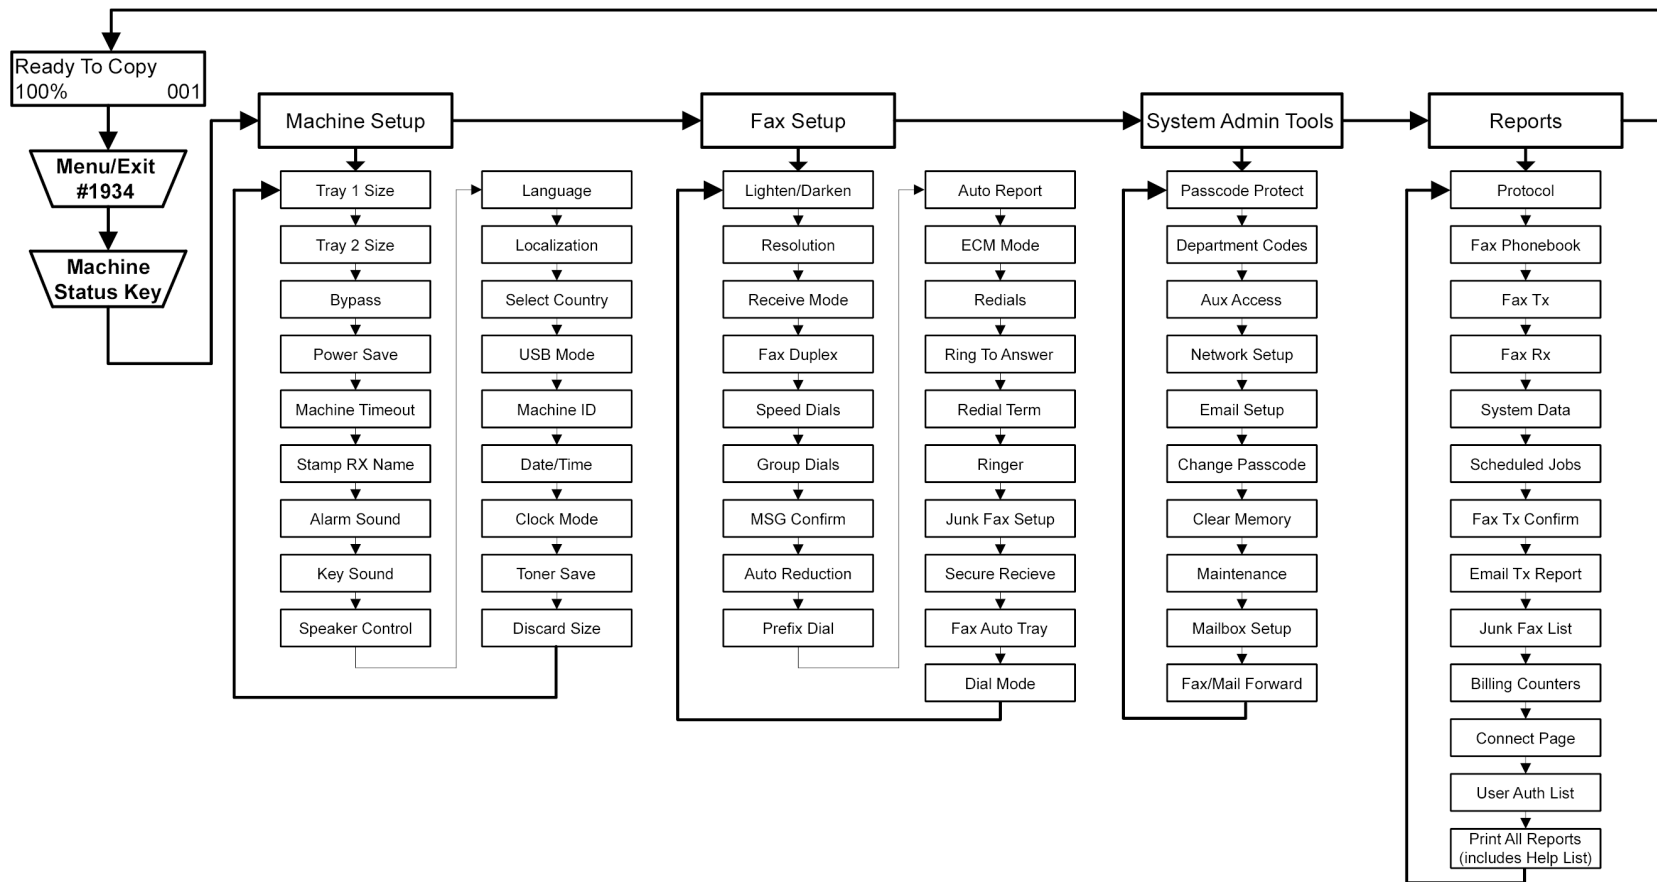 Ready To Copy
100% 001
Menu/Exit
#1934
Machine
Status Key
Machine Setup
Tray 1 Size
Tray 2 Size
Bypass
Power Save
Machine Timeout
Stamp RX Name
Alarm Sound
Key Sound
Speaker Control
Language
Localization
Select Country
USB Mode
Machine ID
Date/Time
Clock Mode
Toner Save
Discard Size
Fax Setup
Lighten/Darken
Resolution
Receive Mode
Fax Duplex
Speed Dials
Group Dials
MSG Confirm
Auto Reduction
Prefix Dial
Auto Report
ECM Mode
Redials
Ring To Answer
Redial Term
Ringer
Junk Fax Setup
Secure Recieve
Fax Auto Tray
Dial Mode
System Admin Tools
Passcode Protect
Department Codes
Aux Access
Network Setup
Email Setup
Change Passcode
Clear Memory
Maintenance
Mailbox Setup
Fax/Mail Forward
Reports
Protocol
Fax Phonebook
Fax Tx
Fax Rx
System Data
Scheduled Jobs
Fax Tx Confirm
Email Tx Report
Junk Fax List
Billing Counters
Connect Page
User Auth List
Print All Reports
(includes Help List)